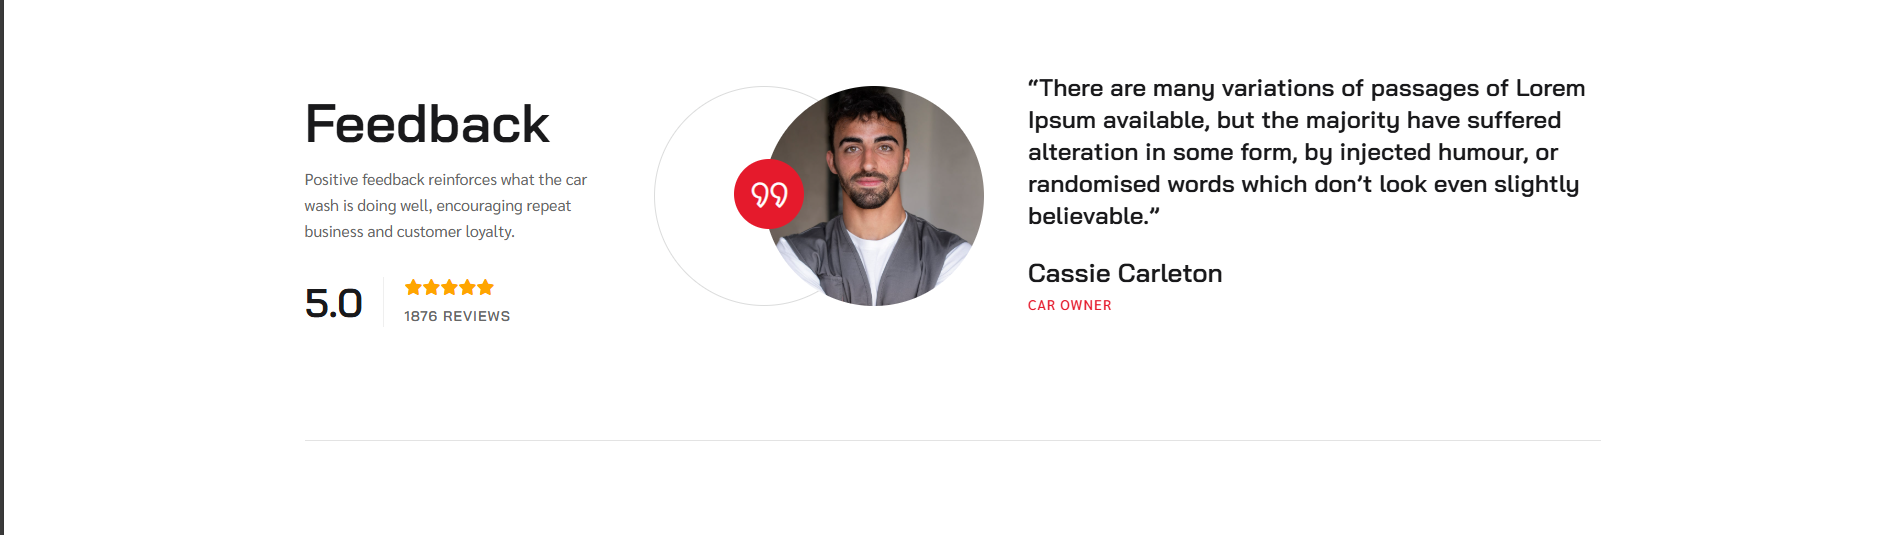 Feedback
Positive feedback reinforces what the car
wash is doing well, encouraging repeat
business and customer loyalty.
5.0
1876 REVIEWS
“There are many variations of passages of Lorem
Ipsum available, but the majority have suffered
alteration in some form, by injected humour, or
randomised words which don’t look even slightly
believable.”
Cassie Carleton
CAR OWNER